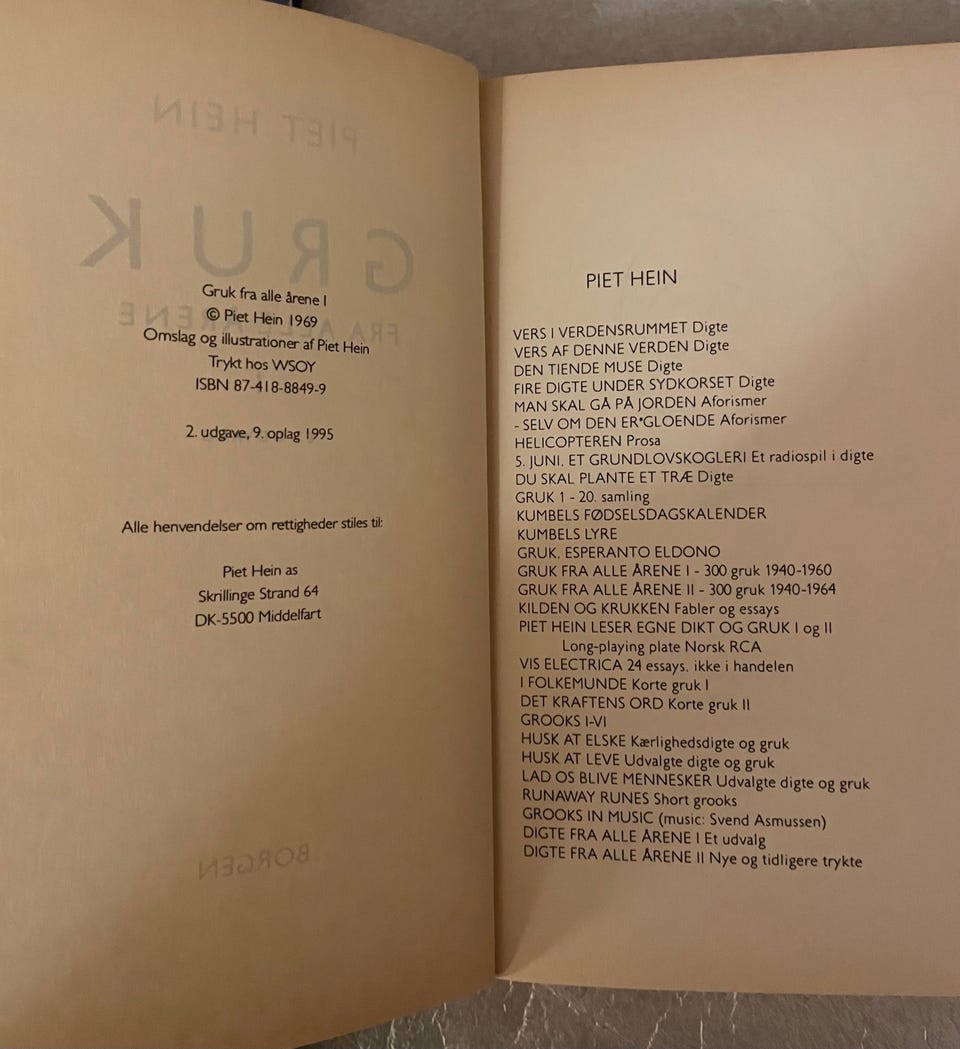 PIET HEIN
GRUK
FRA ALLE ÅRENE
Gruk fra alle årene I
© Piet Hein 1969
Omslag og illustrationer af Piet Hein
Trykt hos WSOY
ISBN 87-418-8849-9
2. udgave, 9. oplag 1995
Alle henvendelser om rettigheder stiles til:
Piet Hein as
Skrillinge Strand 64
DK-5500 Middelfart
BORGEN
PIET HEIN
VERS I VERDENSRUMMET Digte
VERS AF DENNE VERDEN Digte
DEN TIENDE MUSE Digte
FIRE DIGTE UNDER SYDKORSET Digte
MAN SKAL GÅ PÅ JORDEN Aforismer
- SELV OM DEN ER*GLOENDE Aforismer
HELICOPTEREN Prosa
5. JUNI, ET GRUNDLOVSKOGLERI Et radiospil i digte
DU SKAL PLANTE ET TRÆ Digte
GRUK 1 - 20. samling
KUMBELS FØDSELSDAGSKALENDER
KUMBELS LYRE
GRUK, ESPERANTO ELDONO
GRUK FRA ALLE ÅRENE I - 300 gruk 1940-1960
GRUK FRA ALLE ÅRENE II - 300 gruk 1940-1964
KILDEN OG KRUKKEN Fabler og essays
PIET HEIN LESER EGNE DIKT OG GRUK I og II
Long-playing plate Norsk RCA
VIS ELECTRICA 24 essays, ikke i handelen
I FOLKEMUNDE Korte gruk I
DET KRAFTENS ORD Korte gruk II
GROOKS I-VI
HUSK AT ELSKE Kærlighedsdigte og gruk
HUSK AT LEVE Udvalgte digte og gruk
LAD OS BLIVE MENNESKER Udvalgte digte og gruk
RUNAWAY RUNES Short grooks
GROOKS IN MUSIC (music: Svend Asmussen)
DIGTE FRA ALLE ÅRENE I Et udvalg
DIGTE FRA ALLE ÅRENE II Nye og tidligere trykte